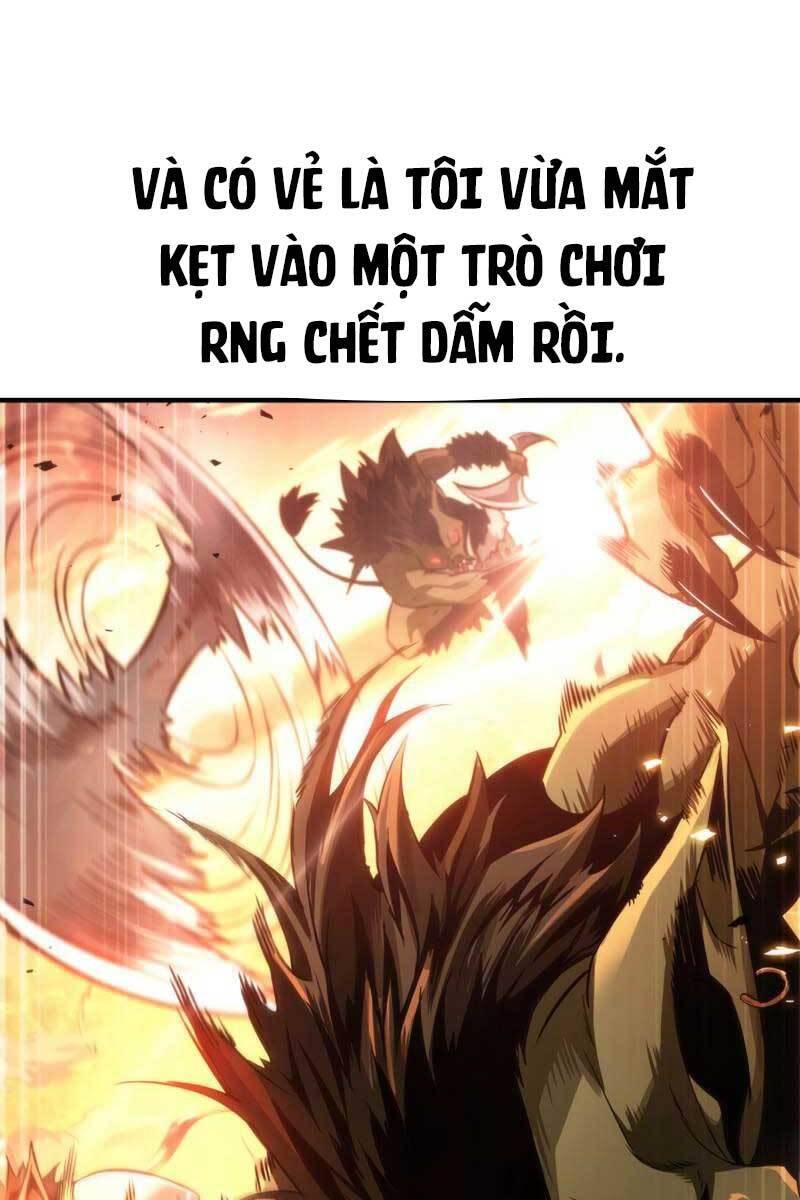 VÀ CÓ VẺ LÀ TÔI VỪA MẮT
KẸT VÀO MỘT TRÒ CHƠI
RNG CHẾT DẪM RỒI.